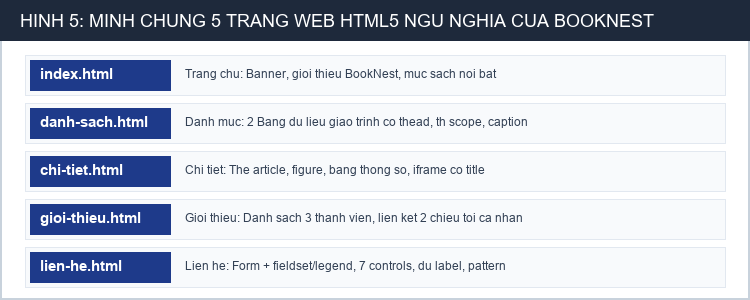 HINH 5: MINH CHUNG 5 TRANG WEB HTML5 NGU NGHIA CUA BOOKNEST
index.html Trang chu: Banner, gioi thieu BookNest, muc sach noi bat
danh-sach.html Danh muc: 2 Bang du lieu giao trinh co thead, th scope, caption
chi-tiet.html Chi tiet: The article, figure, bang thong so, iframe co title
gioi-thieu.html Gioi thieu: Danh sach 3 thanh vien, lien ket 2 chieu toi ca nhan
lien-he.html Lien he: Form + fieldset/legend, 7 controls, du label, pattern